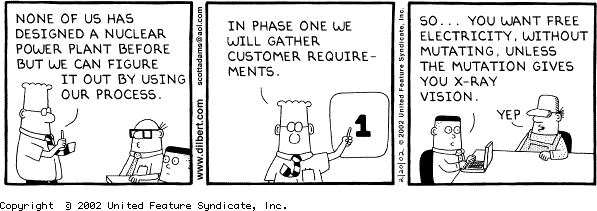 NONE OF US HAS
DESIGNED A NUCLEAR
POWER PLANT BEFORE
BUT WE CAN FIGURE
IT OUT BY USING
OUR PROCESS.
www.dilbert.com
scottadams@aol.com
IN PHASE ONE WE
WILL GATHER
CUSTOMER REQUIRE-
MENTS.
1
© 2002 United Feature Syndicate, Inc.
SO... YOU WANT FREE
ELECTRICITY, WITHOUT
MUTATING, UNLESS
THE MUTATION GIVES
YOU X-RAY
VISION.
YEP
Copyright © 2002 United Feature Syndicate, Inc.